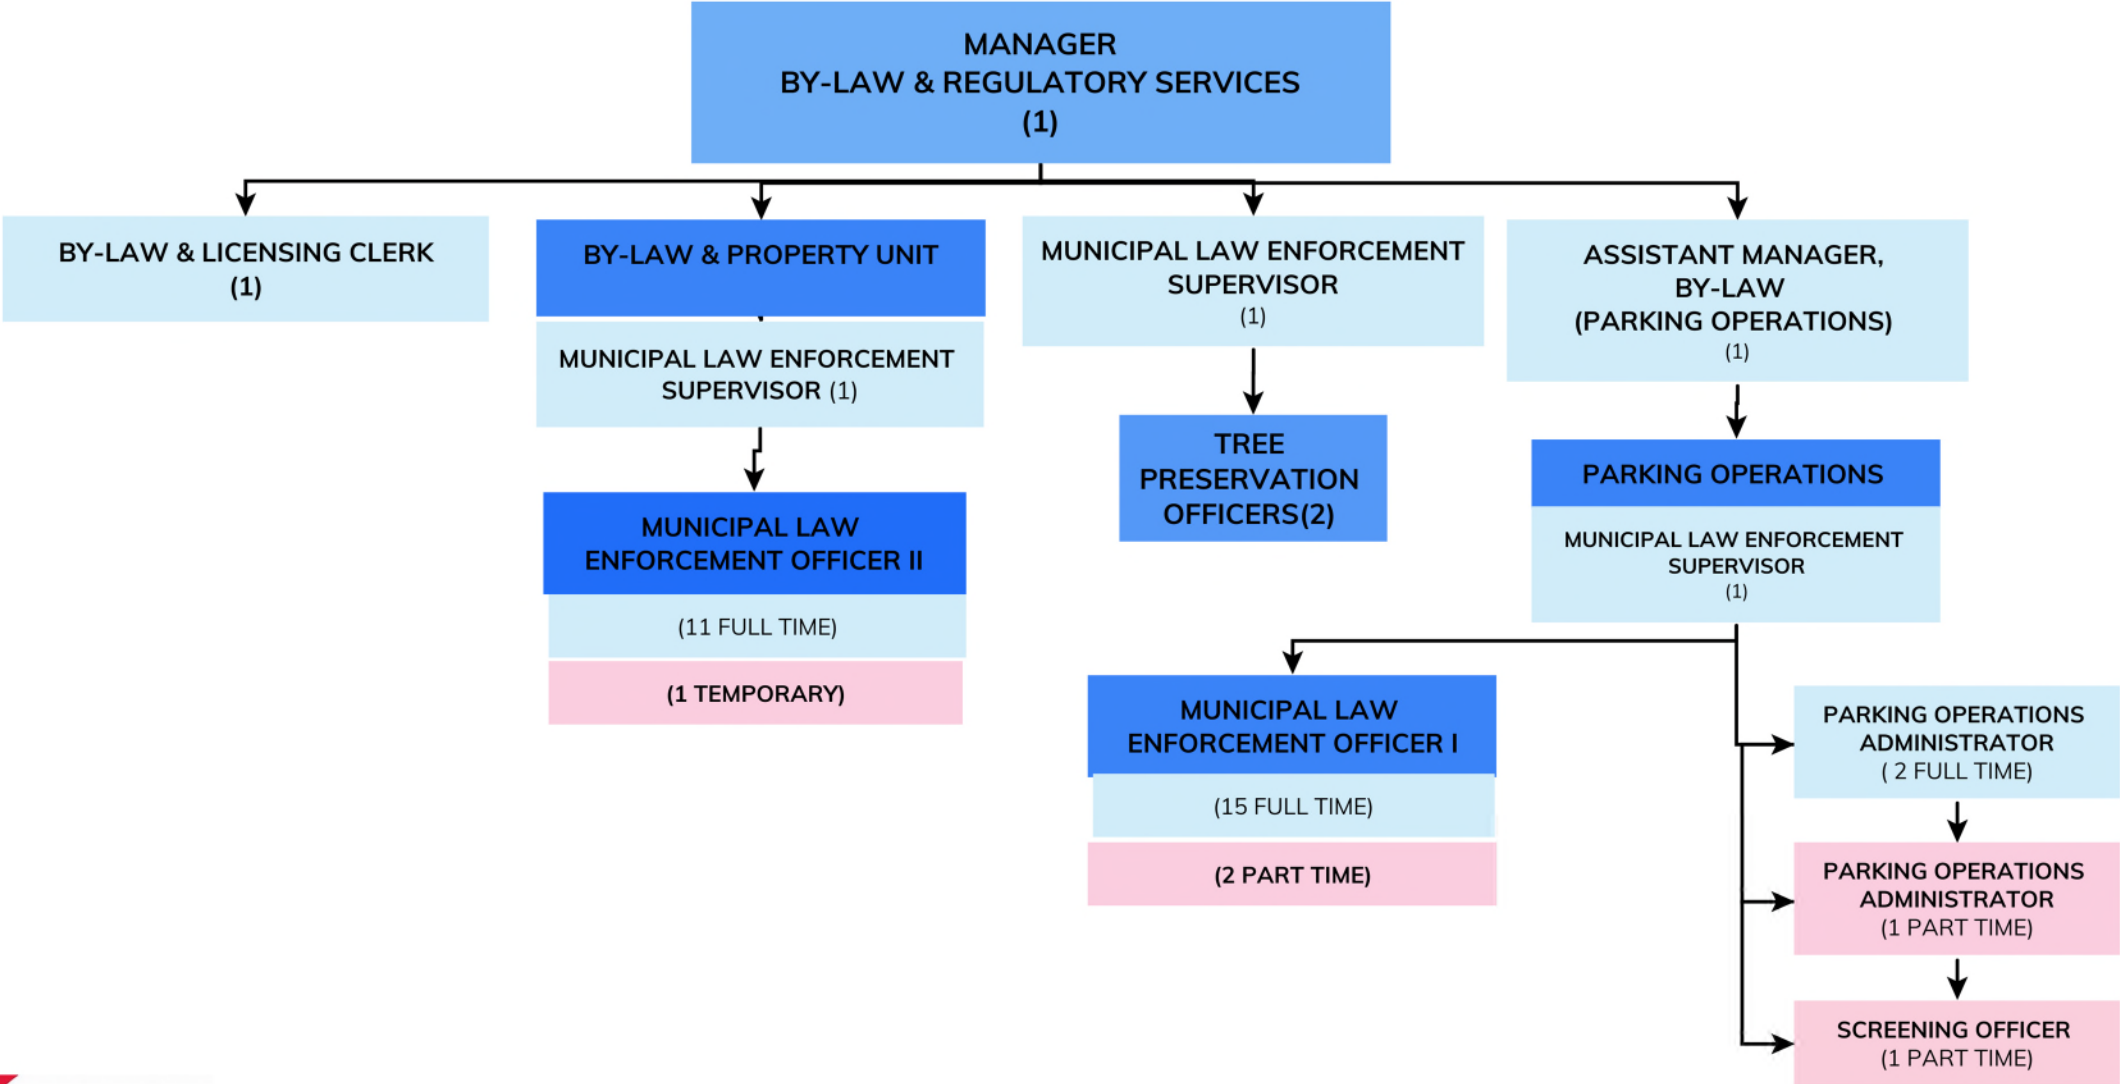 MANAGER
BY-LAW & REGULATORY SERVICES
(1)
BY-LAW & LICENSING CLERK
(1)
BY-LAW & PROPERTY UNIT
MUNICIPAL LAW ENFORCEMENT
SUPERVISOR (1)
MUNICIPAL LAW
ENFORCEMENT OFFICER II
(11 FULL TIME)
(1 TEMPORARY)
MUNICIPAL LAW ENFORCEMENT
SUPERVISOR
(1)
TREE
PRESERVATION
OFFICERS(2)
ASSISTANT MANAGER,
BY-LAW
(PARKING OPERATIONS)
(1)
PARKING OPERATIONS
MUNICIPAL LAW ENFORCEMENT
SUPERVISOR
(1)
MUNICIPAL LAW
ENFORCEMENT OFFICER I
(15 FULL TIME)
(2 PART TIME)
PARKING OPERATIONS
ADMINISTRATOR
( 2 FULL TIME)
PARKING OPERATIONS
ADMINISTRATOR
(1 PART TIME)
SCREENING OFFICER
(1 PART TIME)